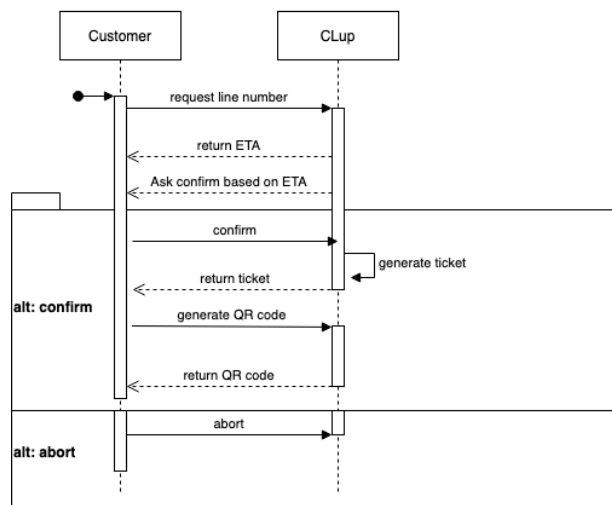 Customer
CLup
request line number
return ETA
Ask confirm based on ETA
confirm
generate ticket
return ticket
alt: confirm
generate QR code
return QR code
abort
alt: abort